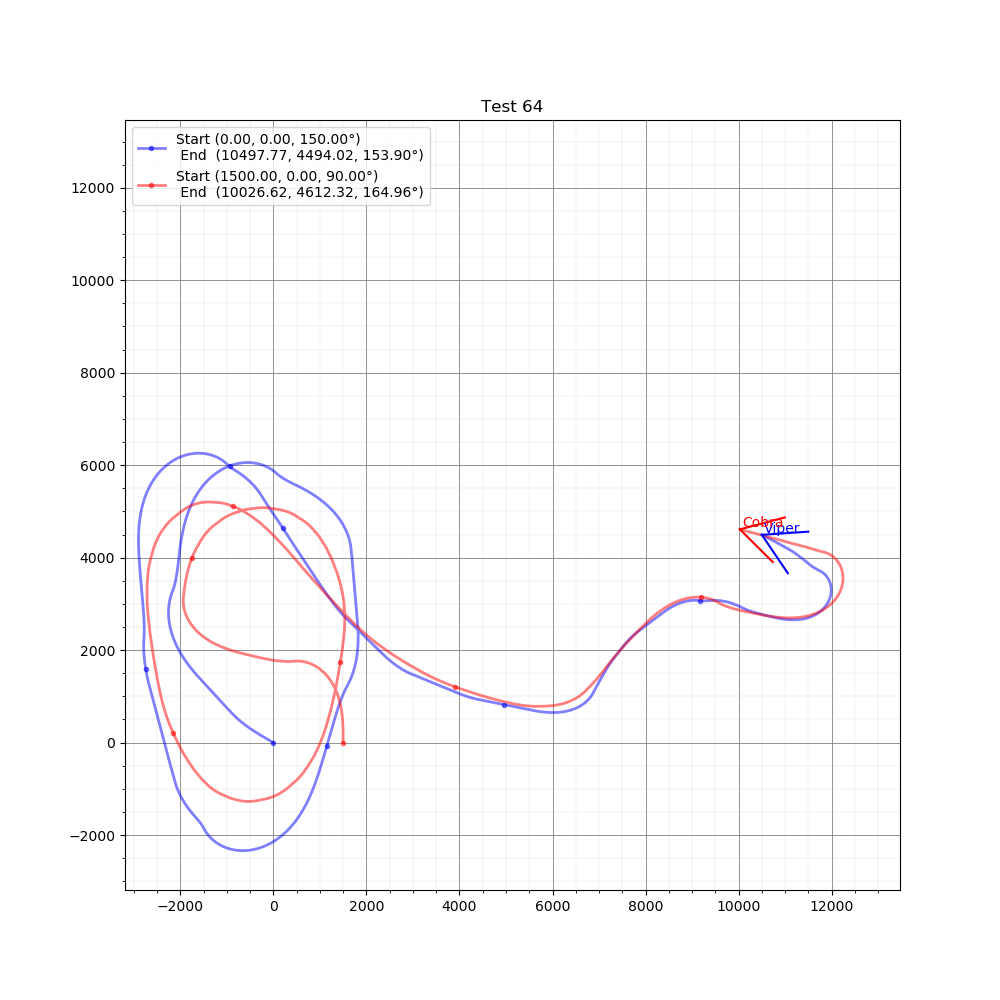 Test 64
Start (0.00, 0.00, 150.00°)
End (10497.77, 4494.02, 153.90°)
Start (1500.00, 0.00, 90.00°)
End (10026.62, 4612.32, 164.96°)
12000
10000
8000
6000
4000
2000
0
−2000
Cobra
Viper
−2000 0 2000 4000 6000 8000 10000 12000